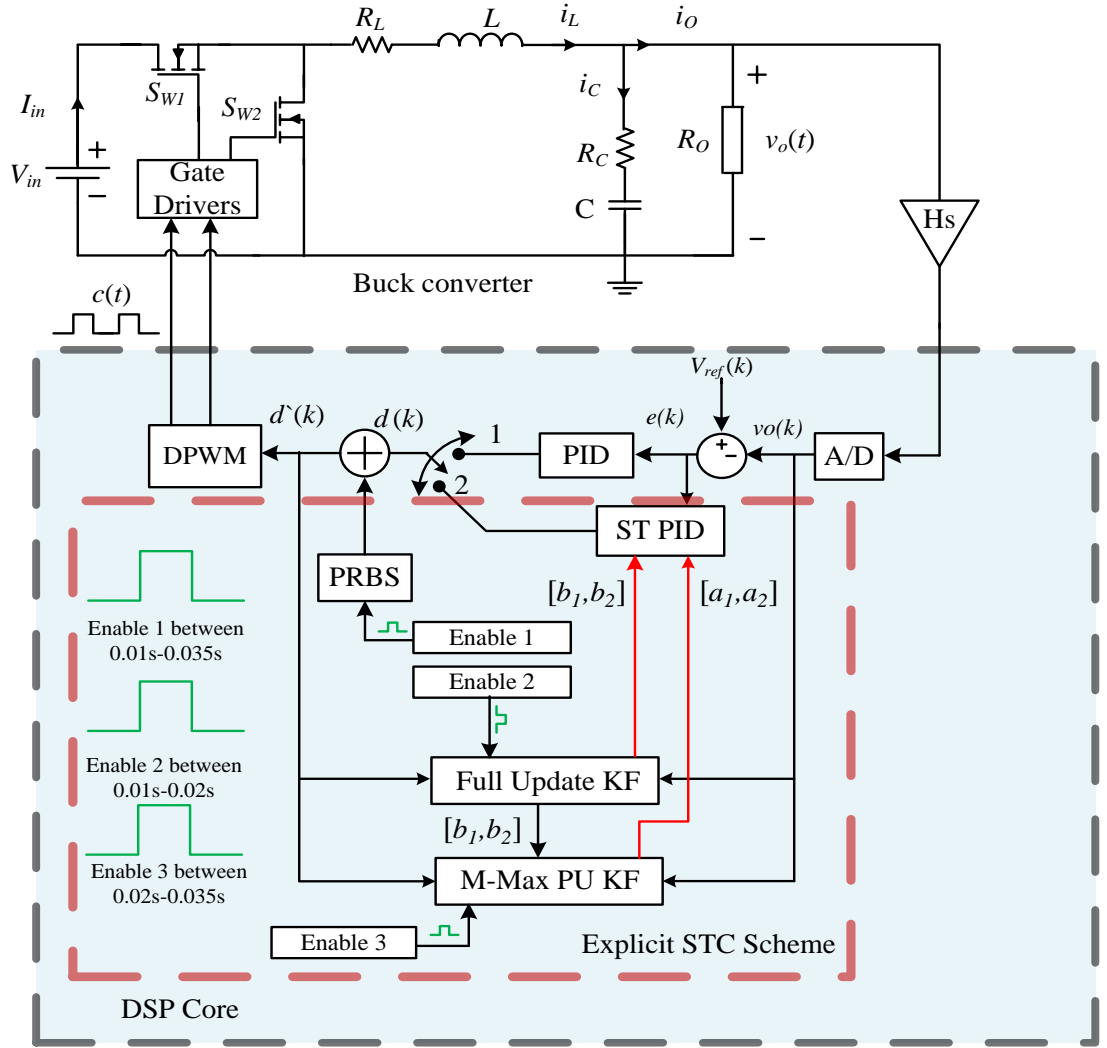 R_L
L
i_L
i_O
S_W1
I_in
S_W2
i_C
+
+
V_in
−
Gate
Drivers
R_C
R_O
v_o(t)
C
Hs
−
Buck converter
c(t)
V_ref(k)
d`(k)
d(k)
1
e(k)
vo(k)
DPWM
PID
+
−
A/D
2
ST PID
PRBS
[b_1,b_2]
[a_1,a_2]
Enable 1 between
0.01s-0.035s
Enable 1
Enable 2
Enable 2 between
0.01s-0.02s
Full Update KF
[b_1,b_2]
Enable 3 between
0.02s-0.035s
M-Max PU KF
Enable 3
Explicit STC Scheme
DSP Core